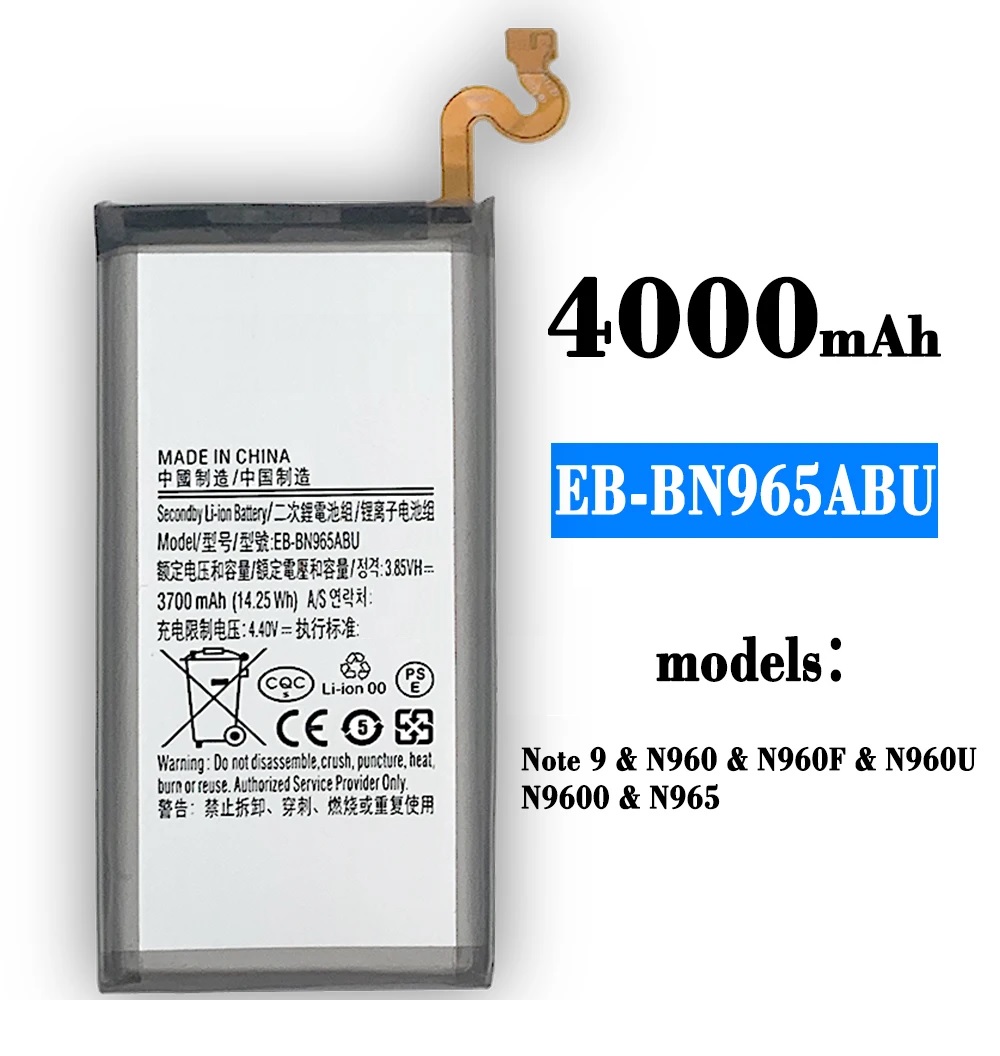 MADE IN CHINA
中國制造/中国制造
Secondby Li-ion Battery/二次鋰電池組/锂离子电池组
Model/型号/型號:EB-BN965ABU
额定电压和容量/額定電壓和容量/정격:3.85VH⎓
3700 mAh (14.25 Wh) A/S 연락처:
充电限制电压:4.40V⎓执行标准:
CQC
S
Li-ion 00
PS
E
CE
5
Warning: Do not disassemble, crush, puncture, heat,
burn or reuse. Authorized Service Provider Only.
警告: 禁止拆卸、穿刺、燃烧或重复使用
4000mAh
EB-BN965ABU
models:
Note 9 & N960 & N960F & N960U
N9600 & N965